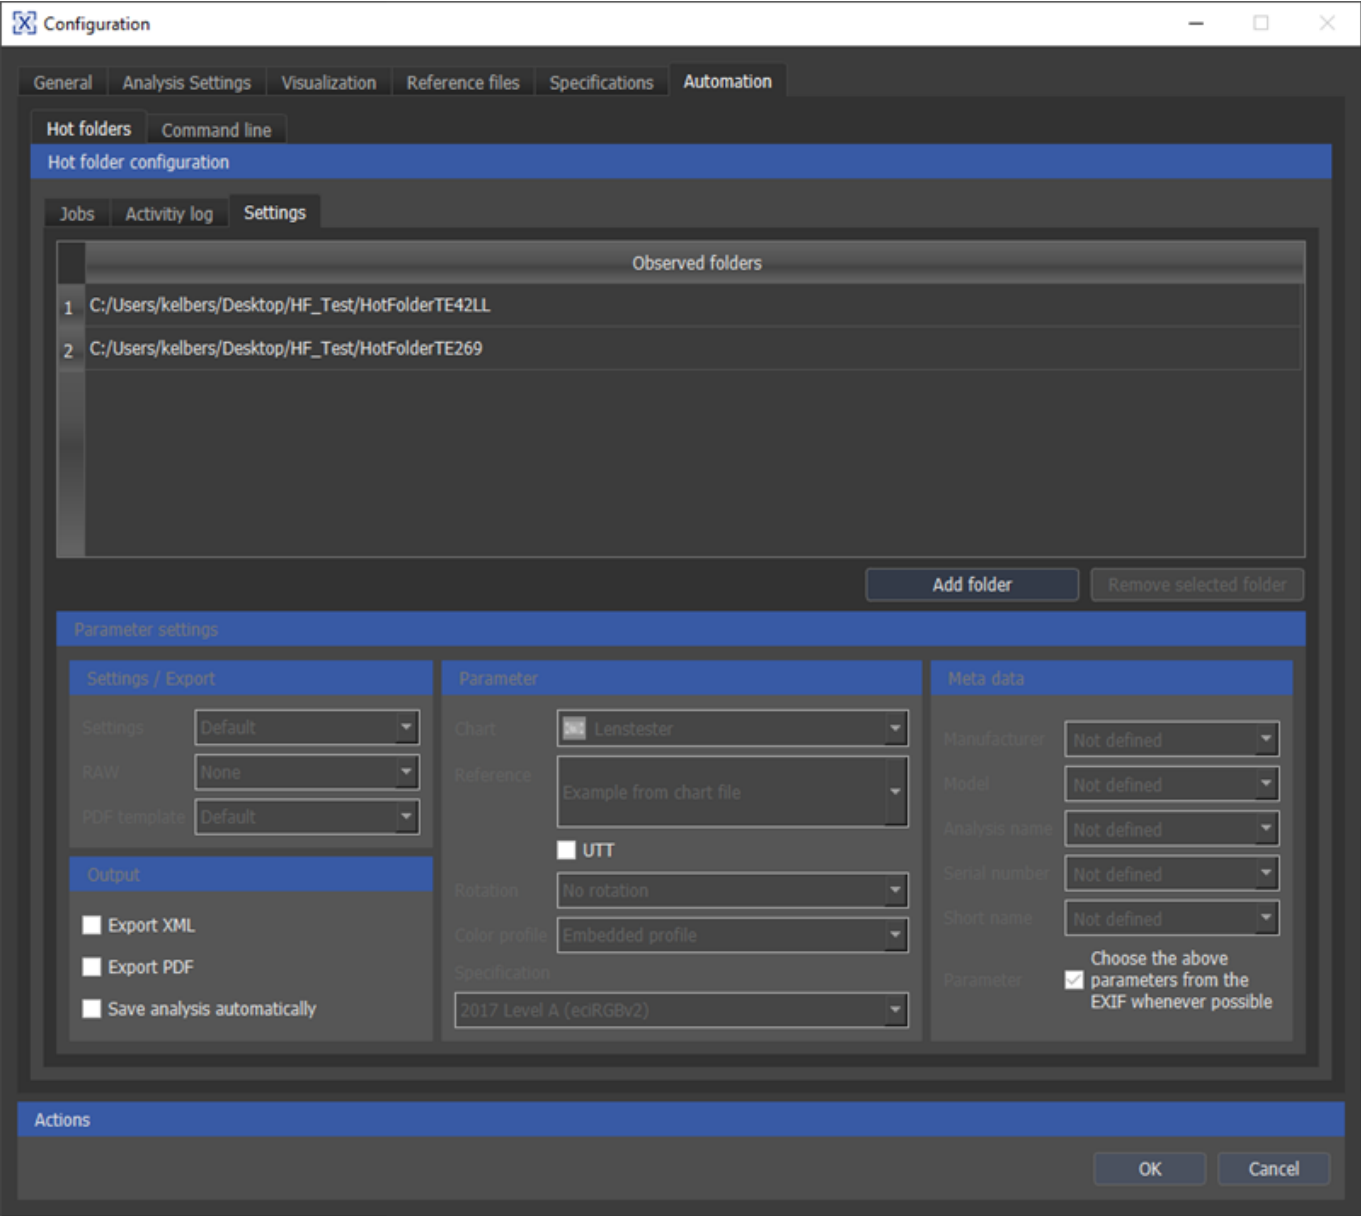 Configuration
General Analysis Settings Visualization Reference files Specifications Automation
Hot folders Command line
Hot folder configuration
Jobs Activitiy log Settings
Observed folders
1 C:/Users/kelbers/Desktop/HF_Test/HotFolderTE42LL
2 C:/Users/kelbers/Desktop/HF_Test/HotFolderTE269
Add folder Remove selected folder
Parameter settings
Settings / Export
Settings Default
RAW None
PDF template Default
Output
Export XML
Export PDF
Save analysis automatically
Parameter
Chart Lenstester
Reference Example from chart file
UTT
Rotation No rotation
Color profile Embedded profile
Specification
2017 Level A (eciRGBv2)
Meta data
Manufacturer Not defined
Model Not defined
Analysis name Not defined
Serial number Not defined
Short name Not defined
Parameter
Choose the above
parameters from the
EXIF whenever possible
Actions
OK Cancel